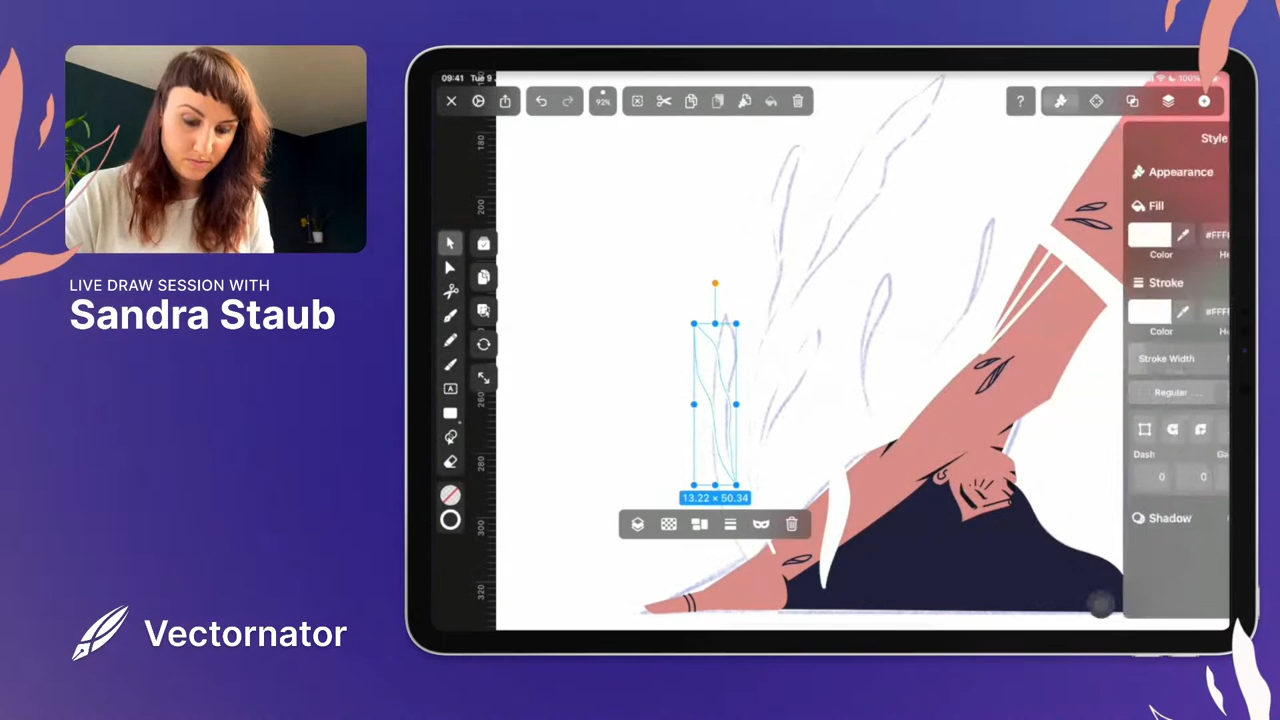 LIVE DRAW SESSION WITH
Sandra Staub
Vectornator
09:41 Tue 9
100%
92%
?
A
180
200
260
280
300
320
13.22 × 50.34
Style
Appearance
Fill
#FFF
Color
Stroke
#FFF
Color
Stroke Width
Regular ...
Dash
0
0
Shadow